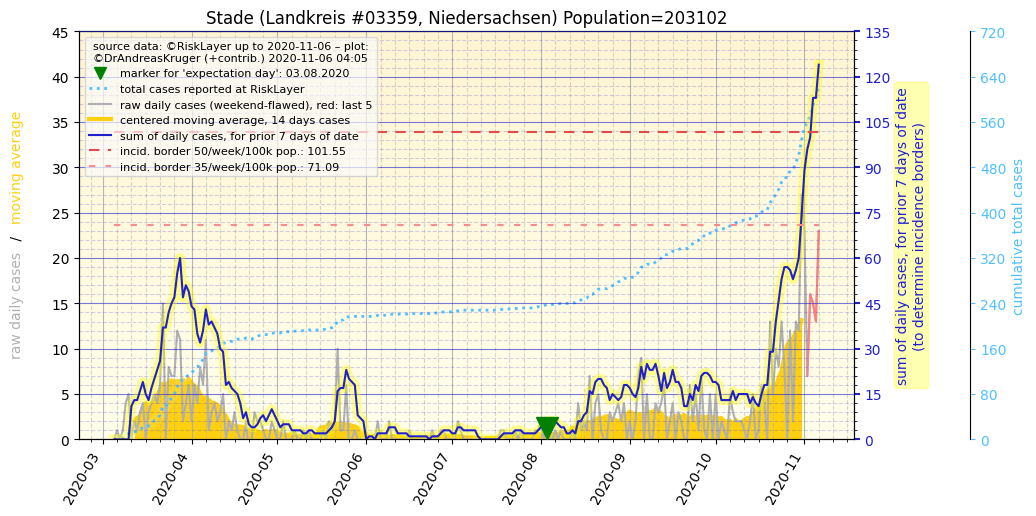 Stade (Landkreis #03359, Niedersachsen) Population=203102
source data: ©RiskLayer up to 2020-11-06 – plot:
©DrAndreasKruger (+contrib.) 2020-11-06 04:05
marker for 'expectation day': 03.08.2020
total cases reported at RiskLayer
raw daily cases (weekend-flawed), red: last 5
centered moving average, 14 days cases
sum of daily cases, for prior 7 days of date
incid. border 50/week/100k pop.: 101.55
incid. border 35/week/100k pop.: 71.09
raw daily cases / moving average
45
40
35
30
25
20
15
10
5
0
2020-03
2020-04
2020-05
2020-06
2020-07
2020-08
2020-09
2020-10
2020-11
135
120
105
90
75
60
45
30
15
0
sum of daily cases, for prior 7 days of date
(to determine incidence borders)
720
640
560
480
400
320
240
160
80
0
cumulative total cases